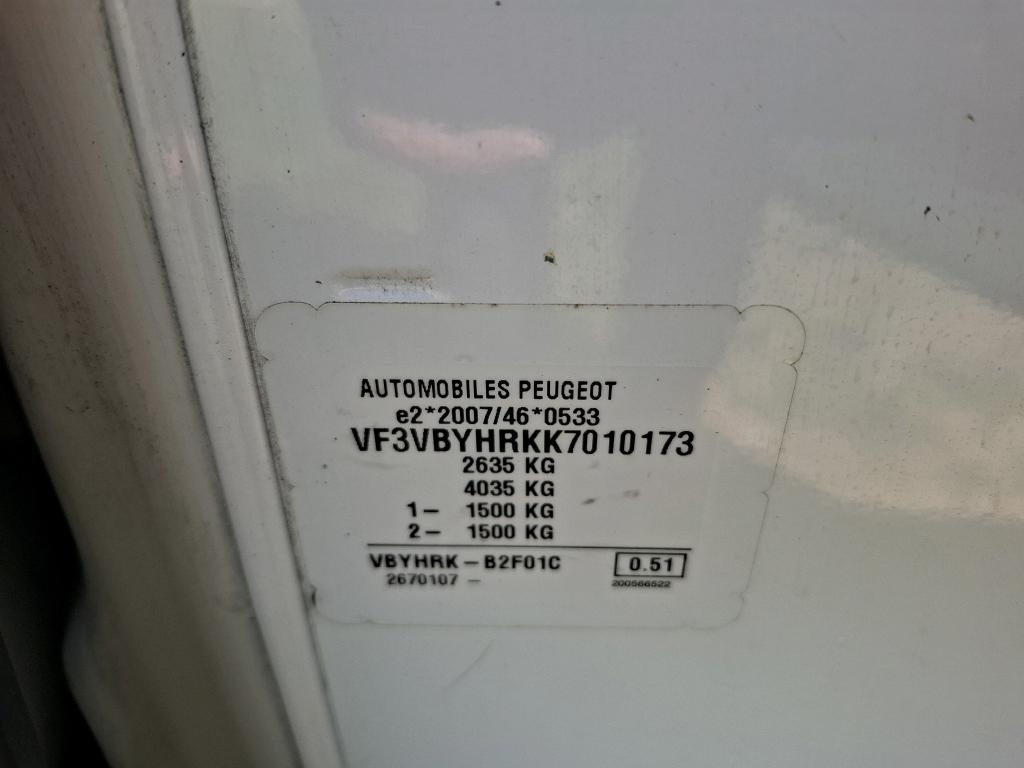 AUTOMOBILES PEUGEOT
e2*2007/46*0533
VF3VBYHRKK7010173
2635 KG
4035 KG
1- 1500 KG
2- 1500 KG
VBYHRK-B2F01C 0.51
2670107 - 200566522